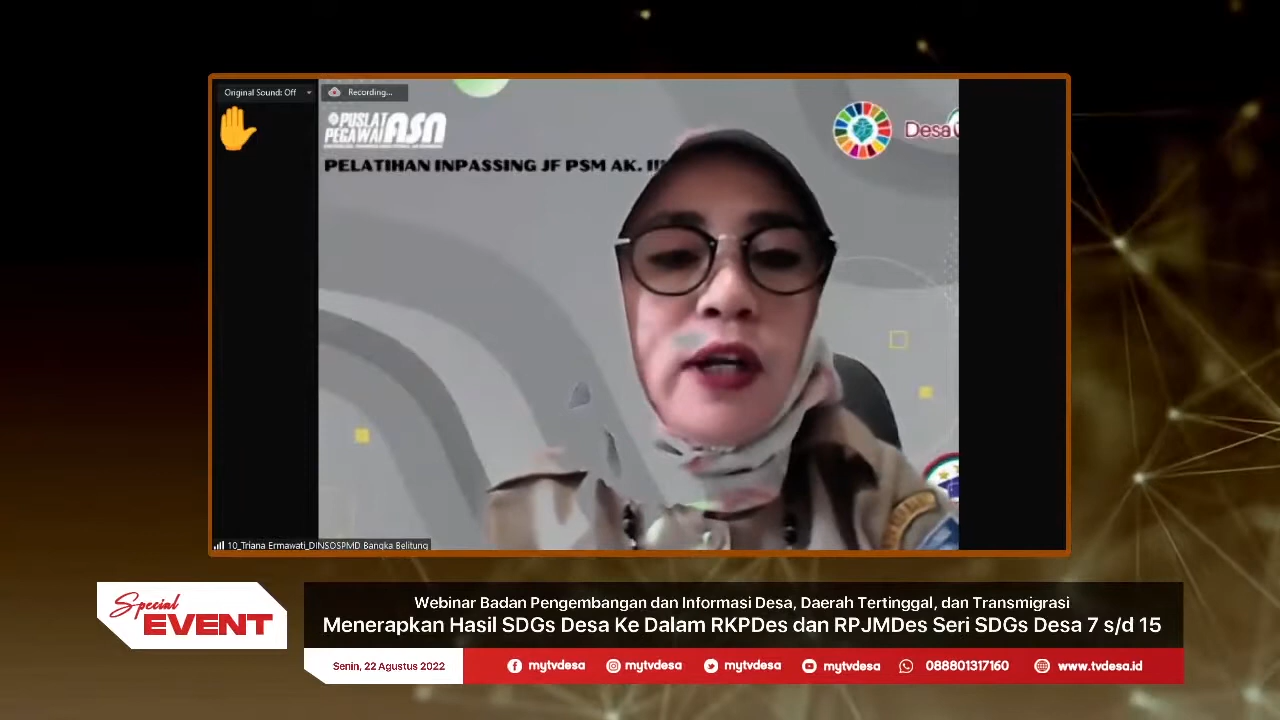 Original Sound: Off
Recording...
PUSLAT
PEGAWAI ASN
Desa
PELATIHAN INPASSING JF PSM AK. III
10_Triana Ermawati_DINSOSPMD Bangka Belitung
Special
EVENT
Webinar Badan Pengembangan dan Informasi Desa, Daerah Tertinggal, dan Transmigrasi
Menerapkan Hasil SDGs Desa Ke Dalam RKPDes dan RPJMDes Seri SDGs Desa 7 s/d 15
Senin, 22 Agustus 2022
mytvdesa mytvdesa mytvdesa mytvdesa 088801317160 www.tvdesa.id